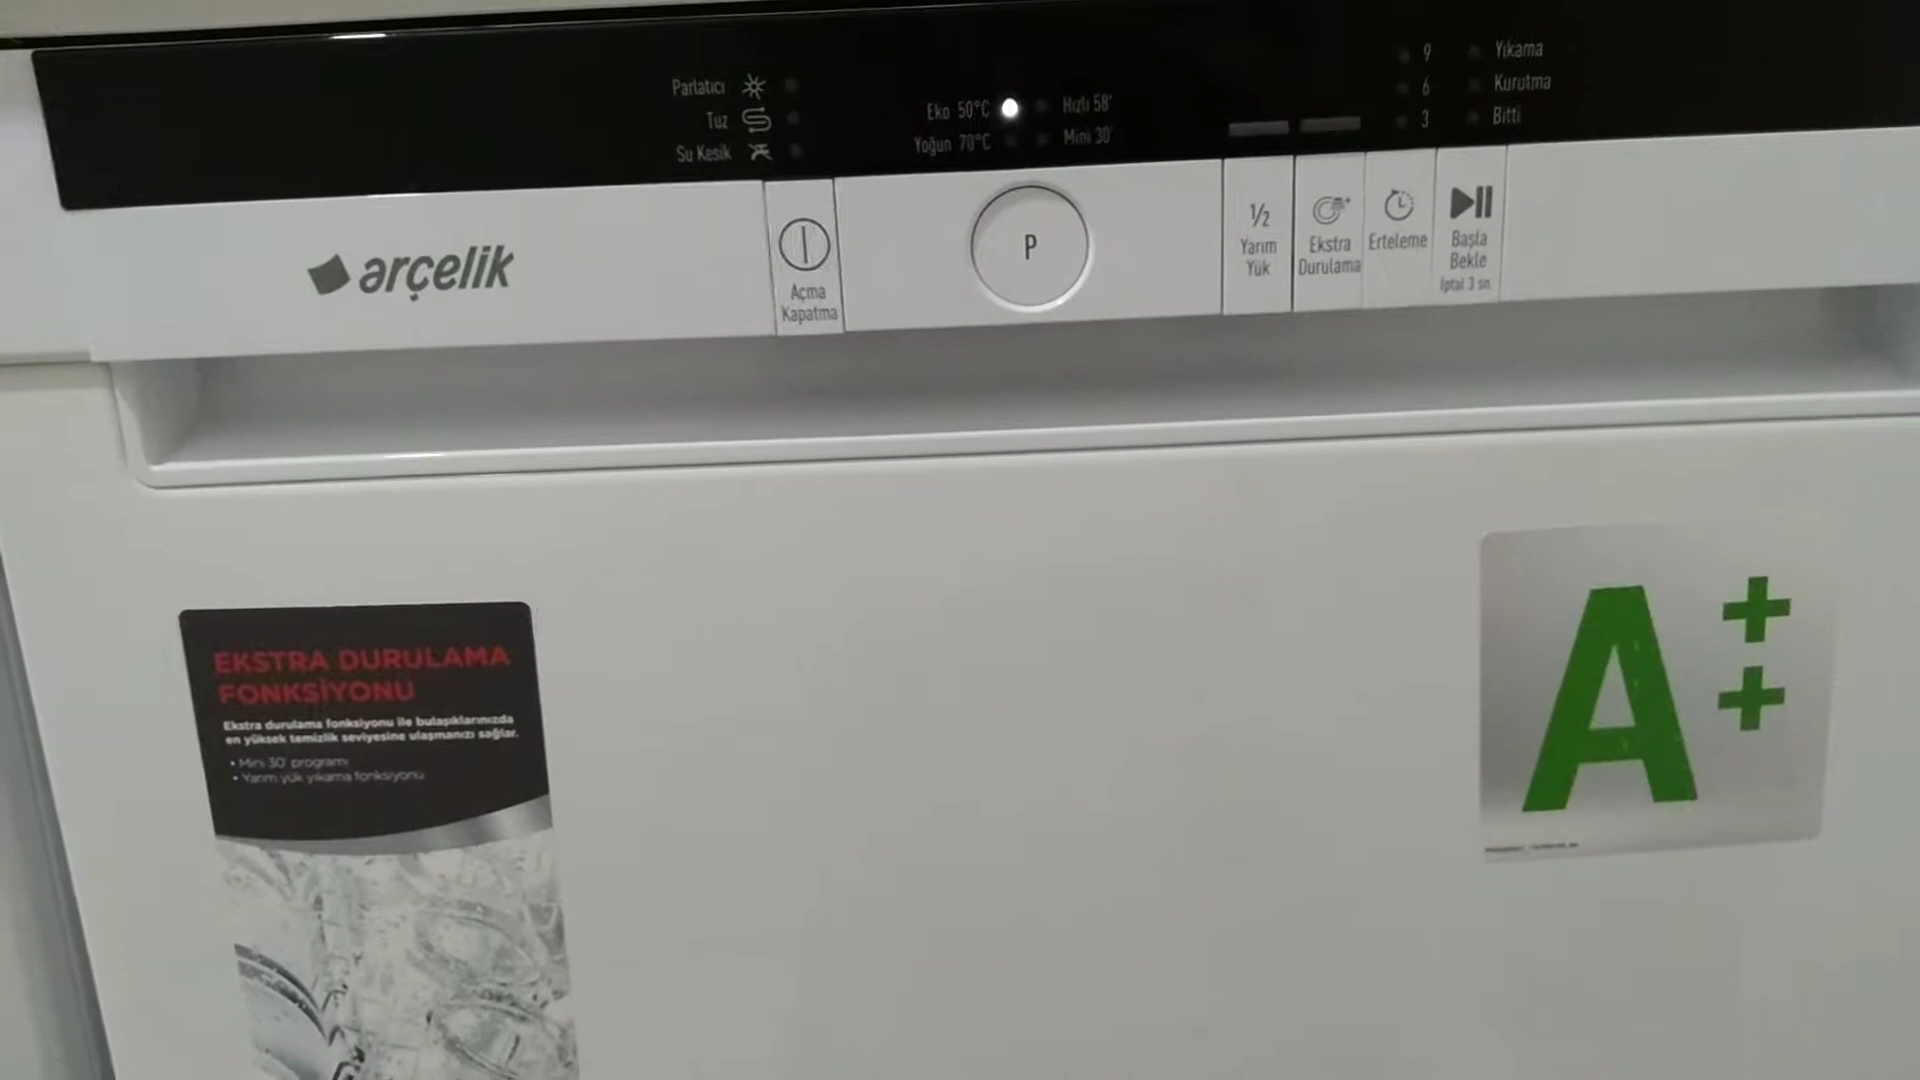 Parlatıcı
Tuz
Su Kesik
Eko 50°C
Hızlı 58'
Yoğun 70°C
Mini 30'
9
6
3
Yıkama
Kurutma
Bitti
arçelik
Açma
Kapatma
P
1/2
Yarım
Yük
Ekstra
Durulama
Erteleme
Başla
Bekle
İptal 3 sn.
EKSTRA DURULAMA
FONKSİYONU
Ekstra durulama fonksiyonu ile bulaşıklarınızda
en yüksek temizlik seviyesine ulaşmanızı sağlar.
• Mini 30' programı
• Yarım yük yıkama fonksiyonu
A++